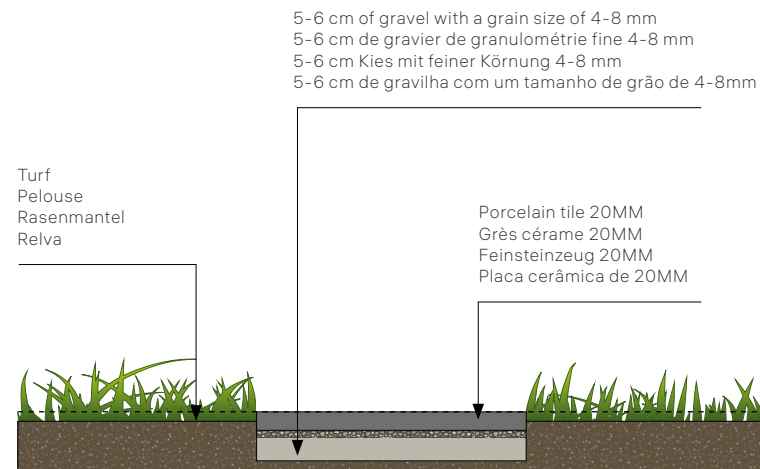 5-6 cm of gravel with a grain size of 4-8 mm
5-6 cm de gravier de granulométrie fine 4-8 mm
5-6 cm Kies mit feiner Körnung 4-8 mm
5-6 cm de gravilha com um tamanho de grão de 4-8mm
Turf
Pelouse
Rasenmantel
Relva
Porcelain tile 20MM
Grès cérame 20MM
Feinsteinzeug 20MM
Placa cerâmica de 20MM